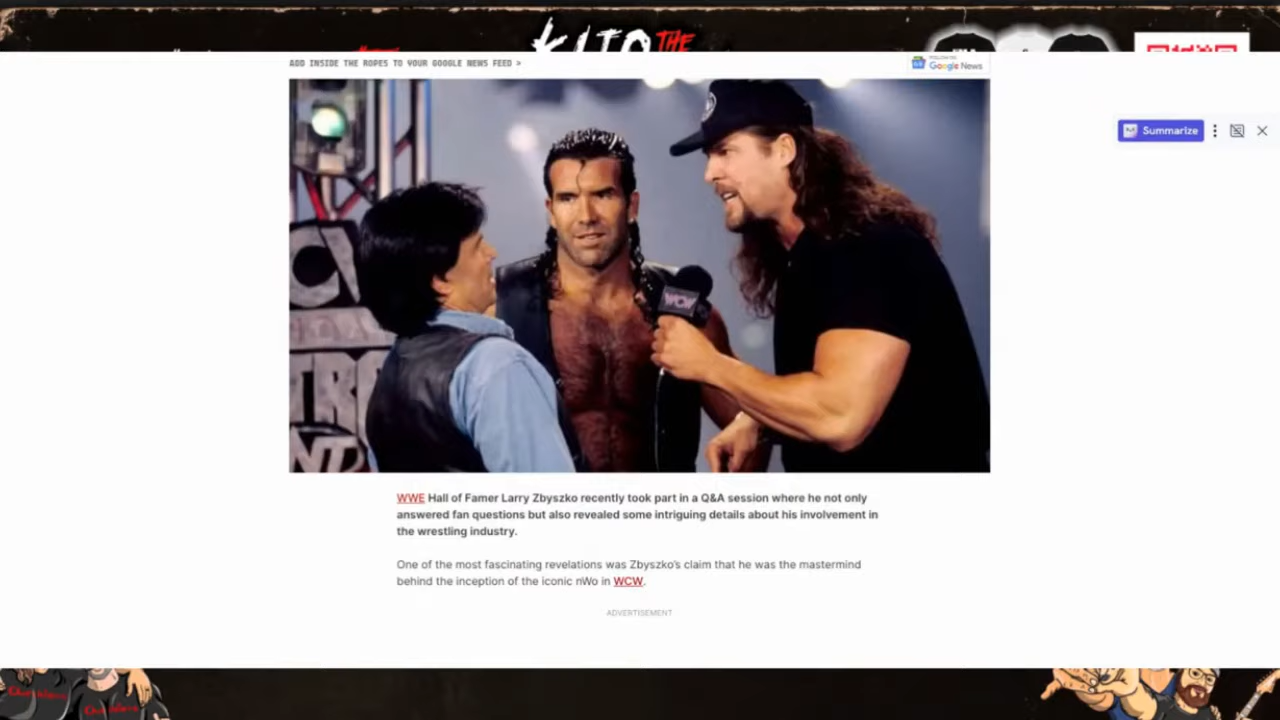 THE
ADD INSIDE THE ROPES TO YOUR GOOGLE NEWS FEED >
FOLLOW ON
Google News
Summarize
WCW
WWE Hall of Famer Larry Zbyszko recently took part in a Q&A session where he not only
answered fan questions but also revealed some intriguing details about his involvement in
the wrestling industry.
One of the most fascinating revelations was Zbyszko's claim that he was the mastermind
behind the inception of the iconic nWo in WCW.
ADVERTISEMENT